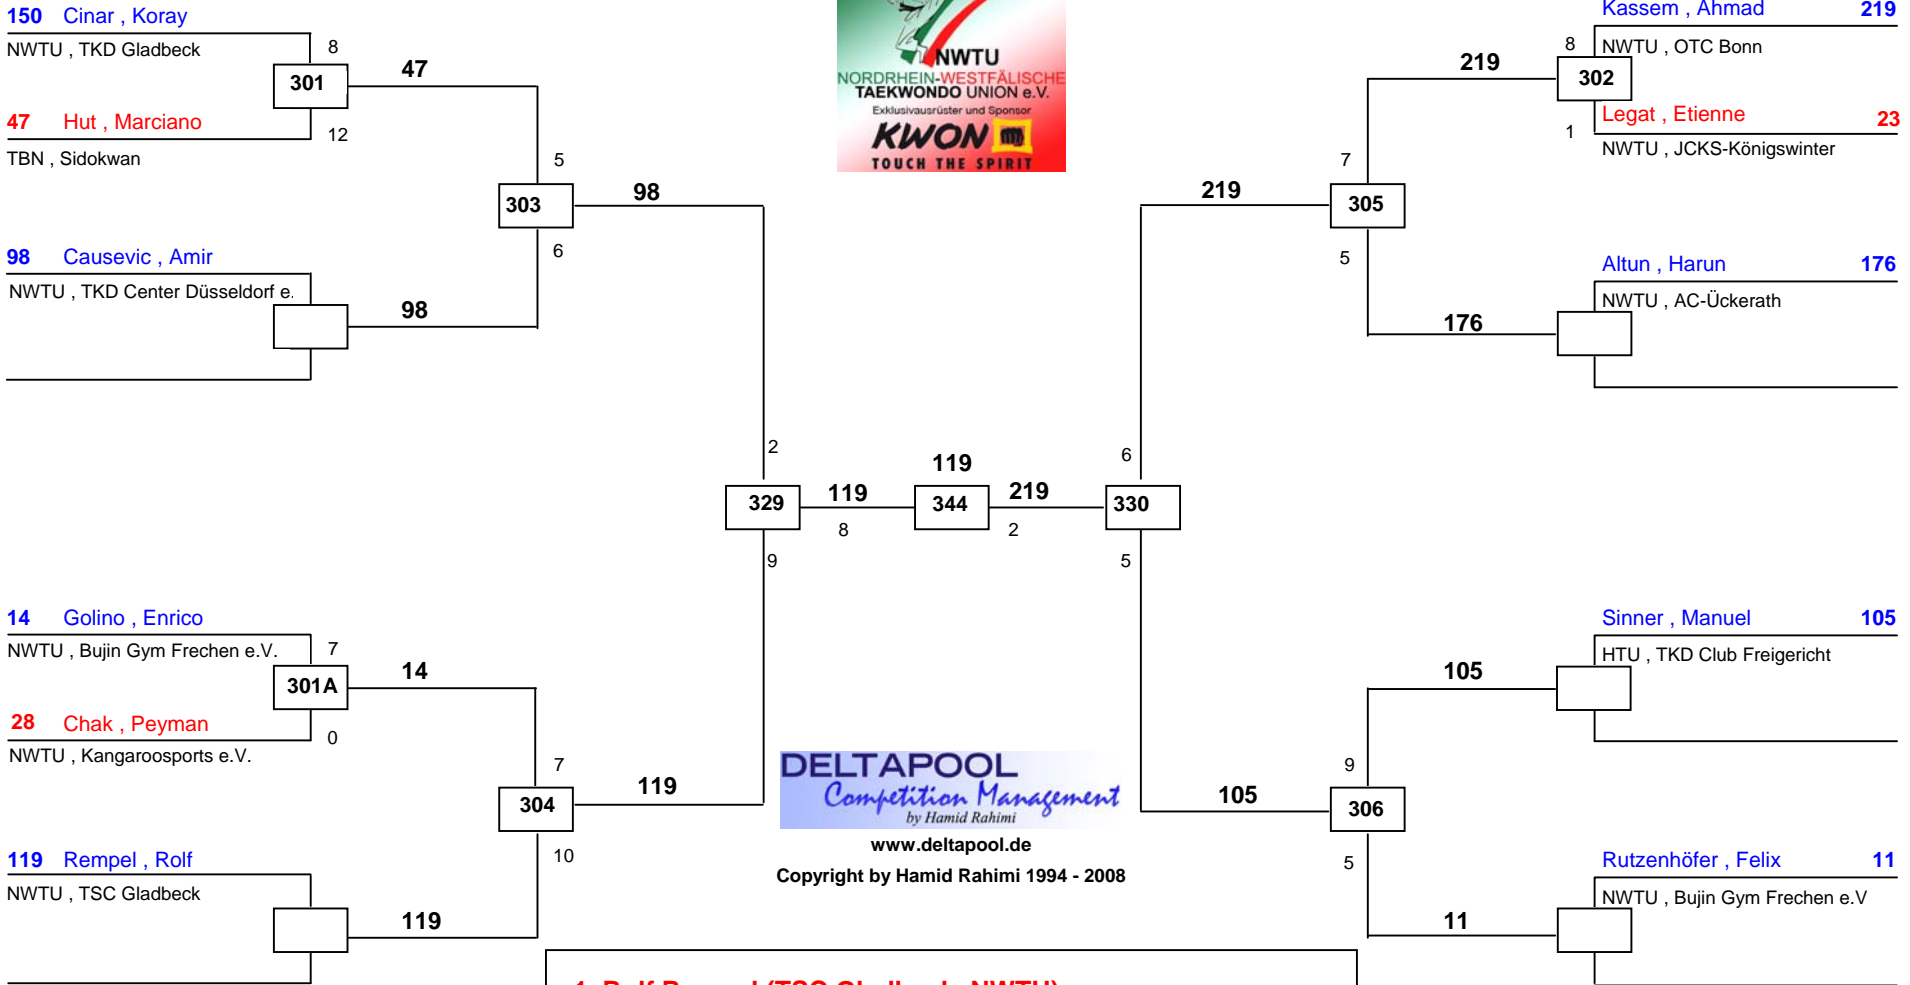 150 Cinar , Koray
NWTU , TKD Gladbeck
8
301
47
47 Hut , Marciano
12
TBN , Sidokwan
5
303
98
6
98 Causevic , Amir
NWTU , TKD Center Düsseldorf e.
98
NWTU
NORDRHEIN-WESTFÄLISCHE
TAEKWONDO UNION e.V.
Exklusivausrüster und Sponsor
KWON
TOUCH THE SPIRIT
Kassem , Ahmad 219
8
NWTU , OTC Bonn
219
302
Legat , Etienne 23
1
NWTU , JCKS-Königswinter
7
219
305
5
Altun , Harun 176
NWTU , AC-Ückerath
176
2
119
6
329
119
344
219
330
8
2
9
5
14 Golino , Enrico
NWTU , Bujin Gym Frechen e.V.
7
301A
14
28 Chak , Peyman
0
NWTU , Kangaroosports e.V.
7
304
119
10
119 Rempel , Rolf
NWTU , TSC Gladbeck
119
DELTAPOOL
Competition Management
by Hamid Rahimi
www.deltapool.de
Copyright by Hamid Rahimi 1994 - 2008
Sinner , Manuel 105
HTU , TKD Club Freigericht
105
9
105
306
5
Rutzenhöfer , Felix 11
NWTU , Bujin Gym Frechen e.V
11
1. Rolf Rempel (TSC Gladbeck, NWTU)